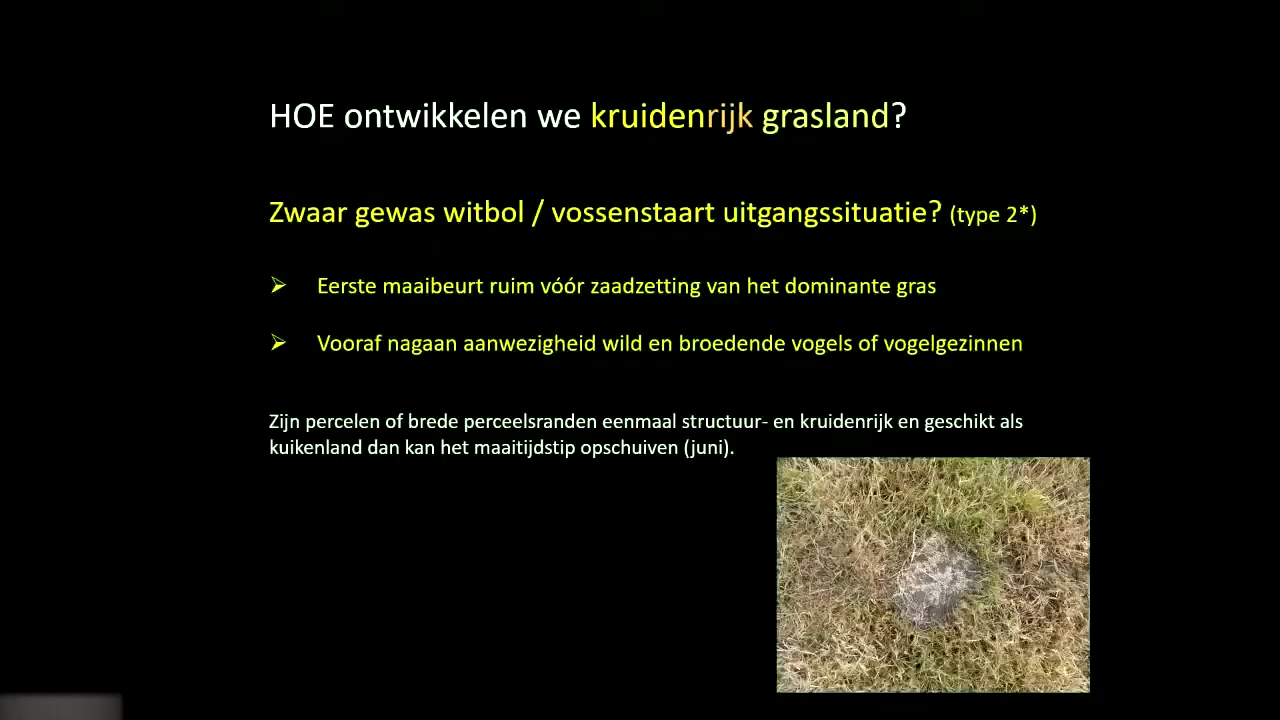 HOE ontwikkelen we kruidenrijk grasland?
Zwaar gewas witbol / vossenstaart uitgangssituatie? (type 2*)
➢ Eerste maaibeurt ruim vóór zaadzetting van het dominante gras
➢ Vooraf nagaan aanwezigheid wild en broedende vogels of vogelgezinnen
Zijn percelen of brede perceelsranden eenmaal structuur- en kruidenrijk en geschikt als
kuikenland dan kan het maaitijdstip opschuiven (juni).